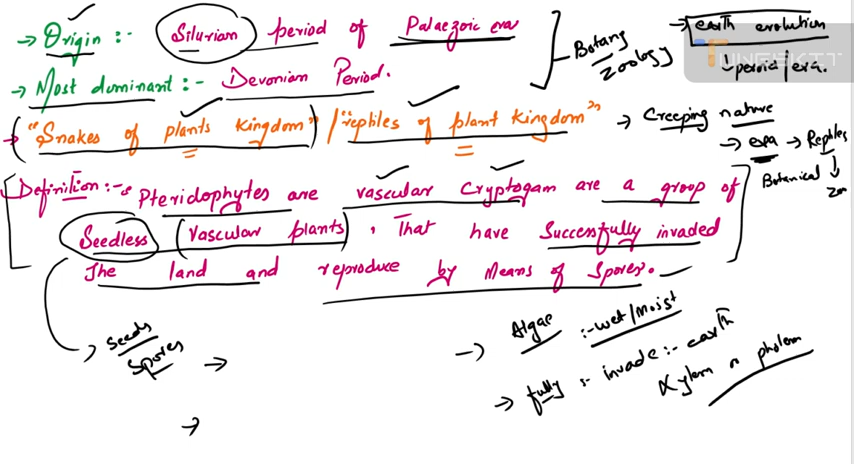 → Origin :- Silurian period of Palaezoic era
→ Most dominant :- Devonian Period.
Botany
Zoology
→ earth evolution
↳ period/era.
→ "Snakes of plants kingdom" / "reptiles of plant kingdom"
→ Creeping nature
→ era → Reptiles
Botanical
Definition :- Pteridophytes are vascular Cryptogam are a group of
Seedless (vascular plants), That have Successfully invaded
The land and reproduce by Means of Spores.
→ Seeds
Spores
→
→
→ Algae :- wet/Moist
→ fully :- invade :- earth
Xylem n phloem